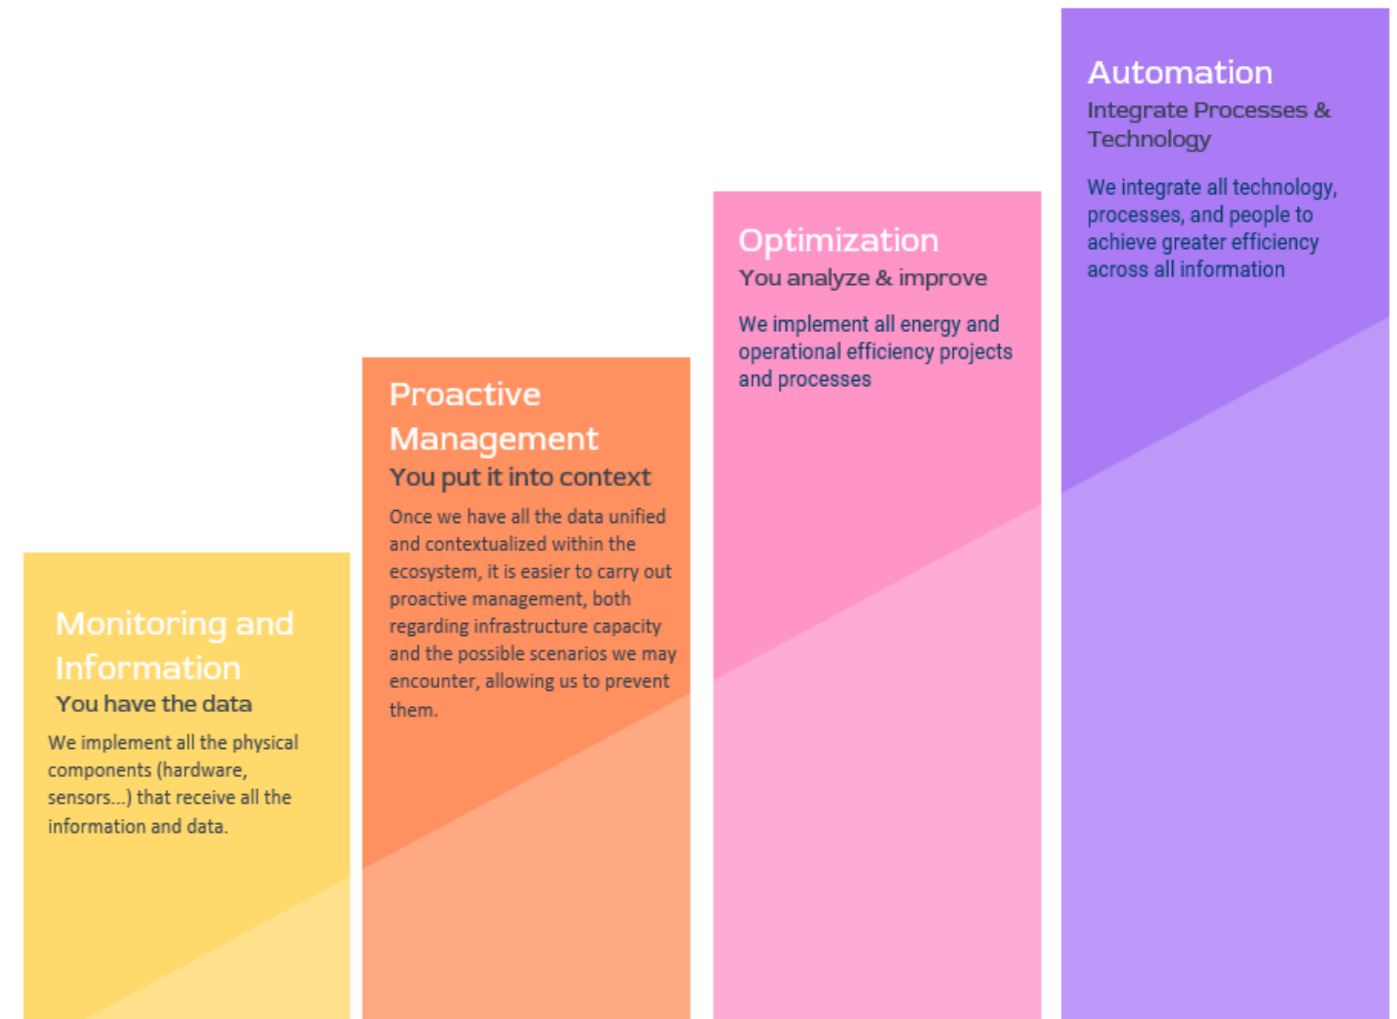 Monitoring and
Information
You have the data
We implement all the physical
components (hardware,
sensors...) that receive all the
information and data.
Proactive
Management
You put it into context
Once we have all the data unified
and contextualized within the
ecosystem, it is easier to carry out
proactive management, both
regarding infrastructure capacity
and the possible scenarios we may
encounter, allowing us to prevent
them.
Optimization
You analyze & improve
We implement all energy and
operational efficiency projects
and processes
Automation
Integrate Processes &
Technology
We integrate all technology,
processes, and people to
achieve greater efficiency
across all information